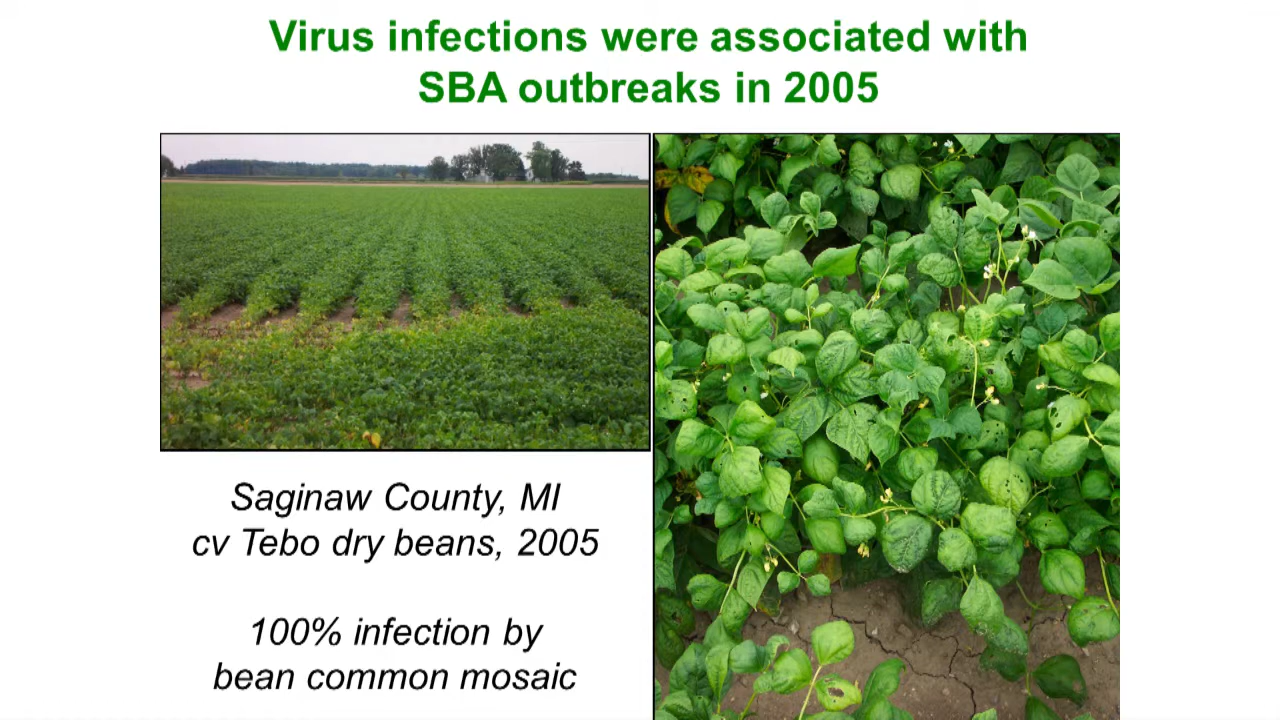 Virus infections were associated with
SBA outbreaks in 2005
Saginaw County, MI
cv Tebo dry beans, 2005
100% infection by
bean common mosaic